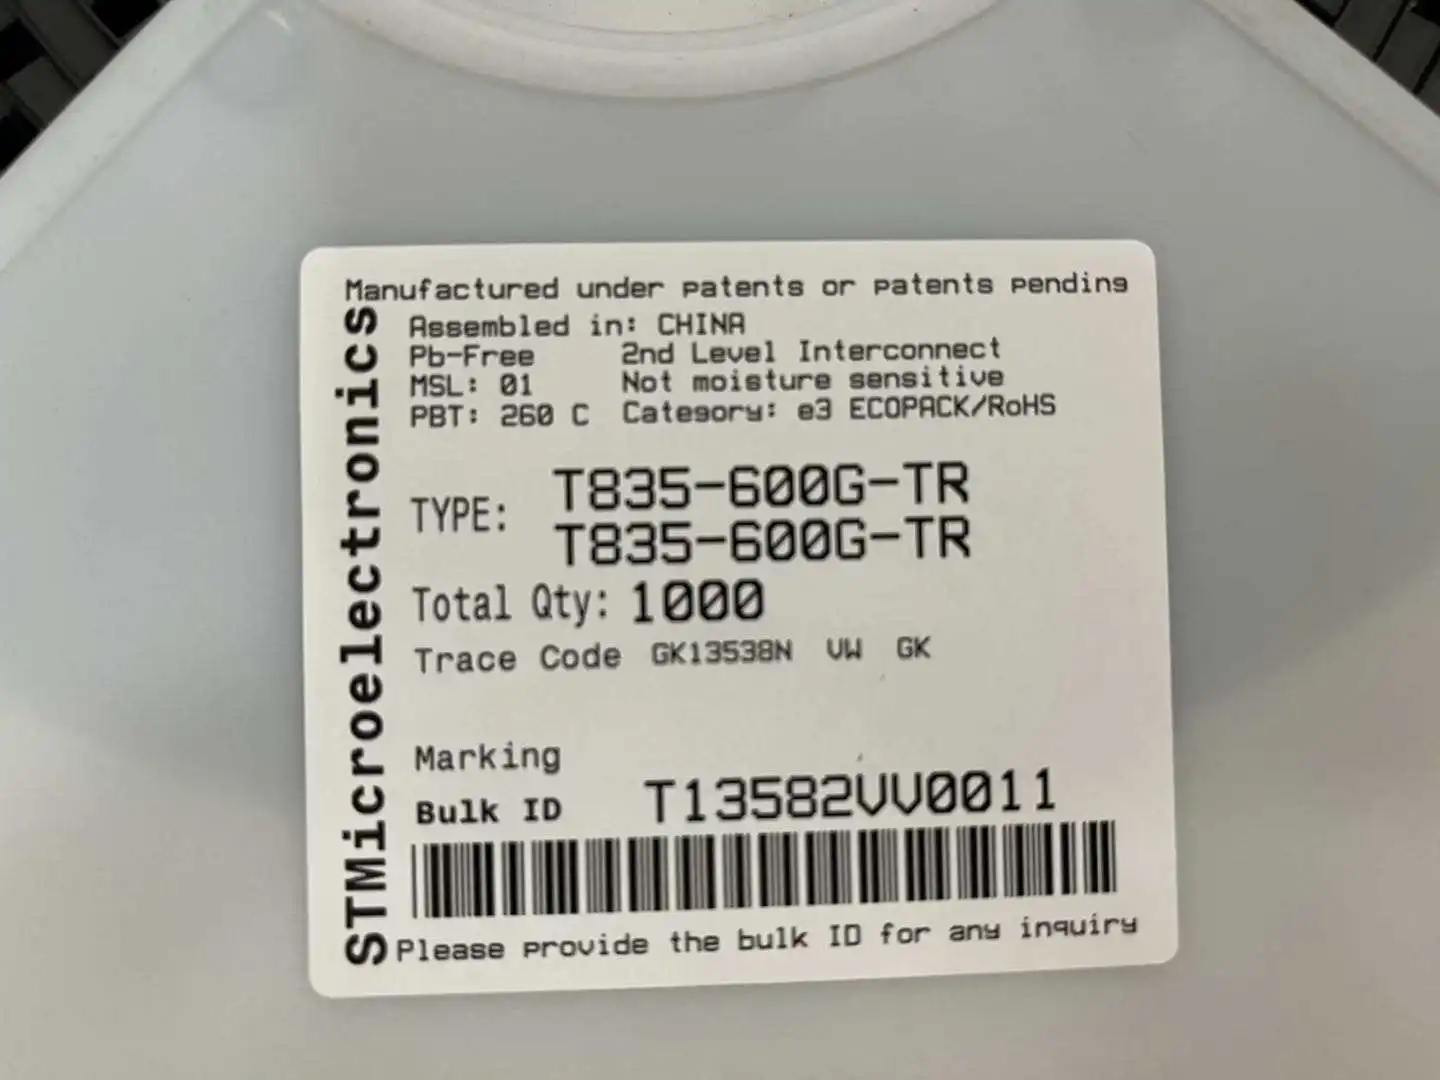 Manufactured under patents or patents pending
STMicroelectronics
Assembled in: CHINA
Pb-Free 2nd Level Interconnect
MSL: 01 Not moisture sensitive
PBT: 260 C Category: e3 ECOPACK/RoHS
TYPE: T835-600G-TR
T835-600G-TR
Total Qty: 1000
Trace Code GK13538N VW GK
Marking
Bulk ID T13582VV0011
Please provide the bulk ID for any inquiry